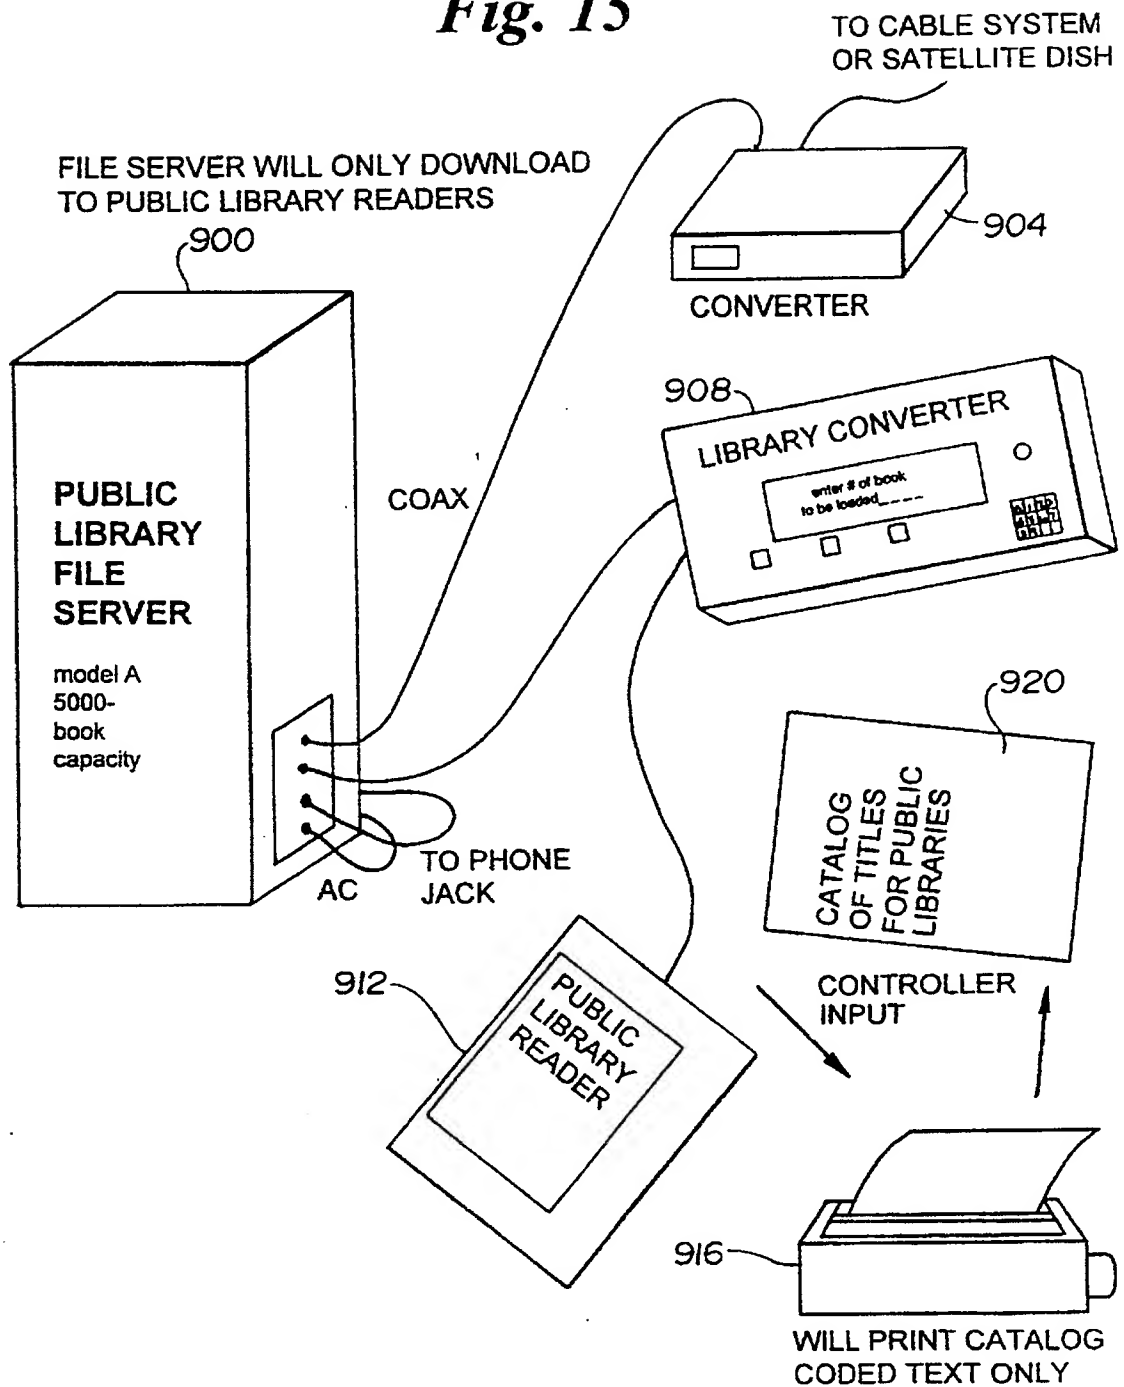 Fig. 15
TO CABLE SYSTEM
OR SATELLITE DISH
FILE SERVER WILL ONLY DOWNLOAD
TO PUBLIC LIBRARY READERS
900
904
CONVERTER
908
LIBRARY CONVERTER
enter # of book
to be loaded_ _ _ _
COAX
PUBLIC
LIBRARY
FILE
SERVER
model A
5000-
book
capacity
920
CATALOG
OF TITLES
FOR PUBLIC
LIBRARIES
TO PHONE
JACK
AC
912
PUBLIC
LIBRARY
READER
CONTROLLER
INPUT
916
WILL PRINT CATALOG
CODED TEXT ONLY